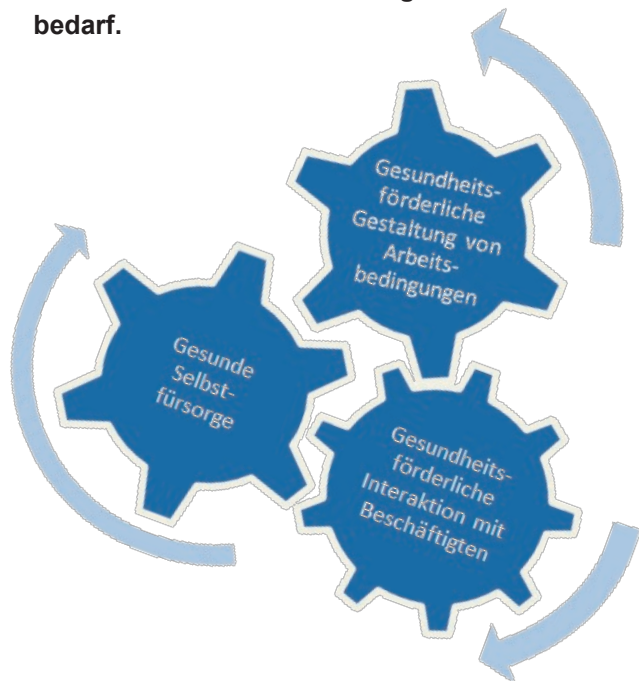 bedarf.
Gesundheits-
förderliche
Gestaltung von
Arbeits-
bedingungen
Gesunde
Selbst-
fürsorge
Gesundheits-
förderliche
Interaktion mit
Beschäftigten